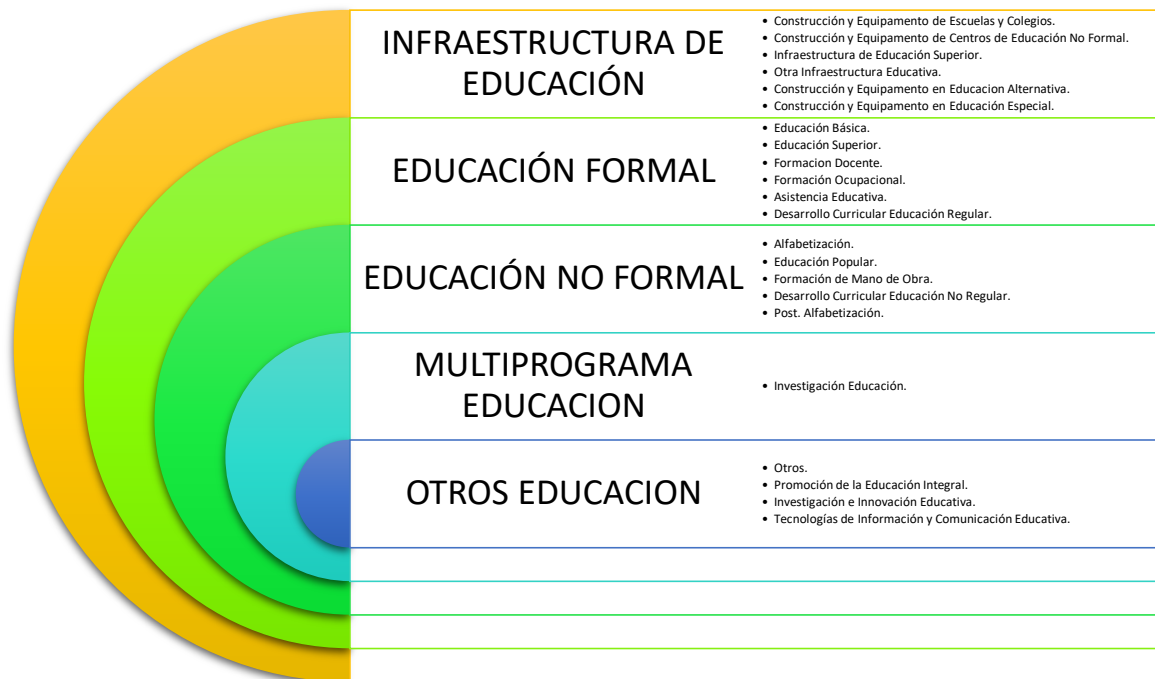 INFRAESTRUCTURA DE
EDUCACIÓN
• Construcción y Equipamento de Escuelas y Colegios.
• Construcción y Equipamento de Centros de Educación No Formal.
• Infraestructura de Educación Superior.
• Otra Infraestructura Educativa.
• Construcción y Equipamento en Educacion Alternativa.
• Construcción y Equipamento en Educación Especial.
EDUCACIÓN FORMAL
• Educación Básica.
• Educación Superior.
• Formacion Docente.
• Formación Ocupacional.
• Asistencia Educativa.
• Desarrollo Curricular Educación Regular.
EDUCACIÓN NO FORMAL
• Alfabetización.
• Educación Popular.
• Formación de Mano de Obra.
• Desarrollo Curricular Educación No Regular.
• Post. Alfabetización.
MULTIPROGRAMA
EDUCACION
• Investigación Educación.
OTROS EDUCACION
• Otros.
• Promoción de la Educación Integral.
• Investigación e Innovación Educativa.
• Tecnologías de Información y Comunicación Educativa.